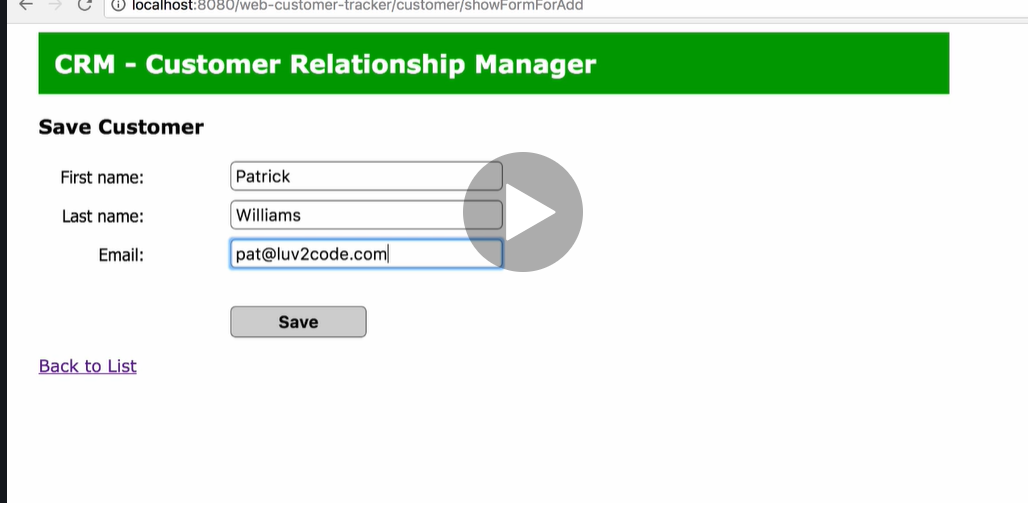 localhost:8080/web-customer-tracker/customer/showFormForAdd
CRM - Customer Relationship Manager
Save Customer
First name: Patrick
Last name: Williams
Email: pat@luv2code.com
Save
Back to List